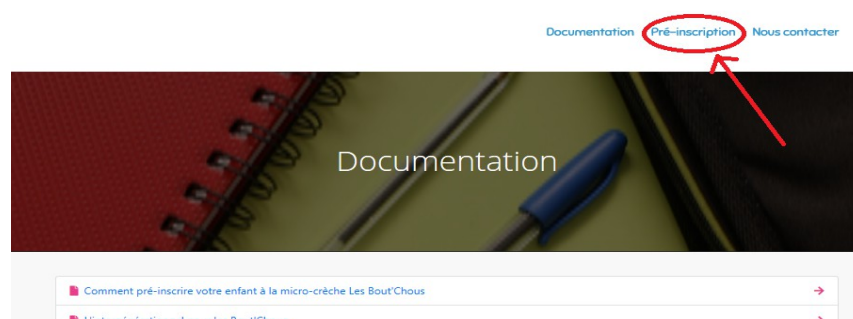 Documentation Pré-inscription Nous contacter
Documentation
Comment pré-inscrire votre enfant à la micro-crèche Les Bout'Chous